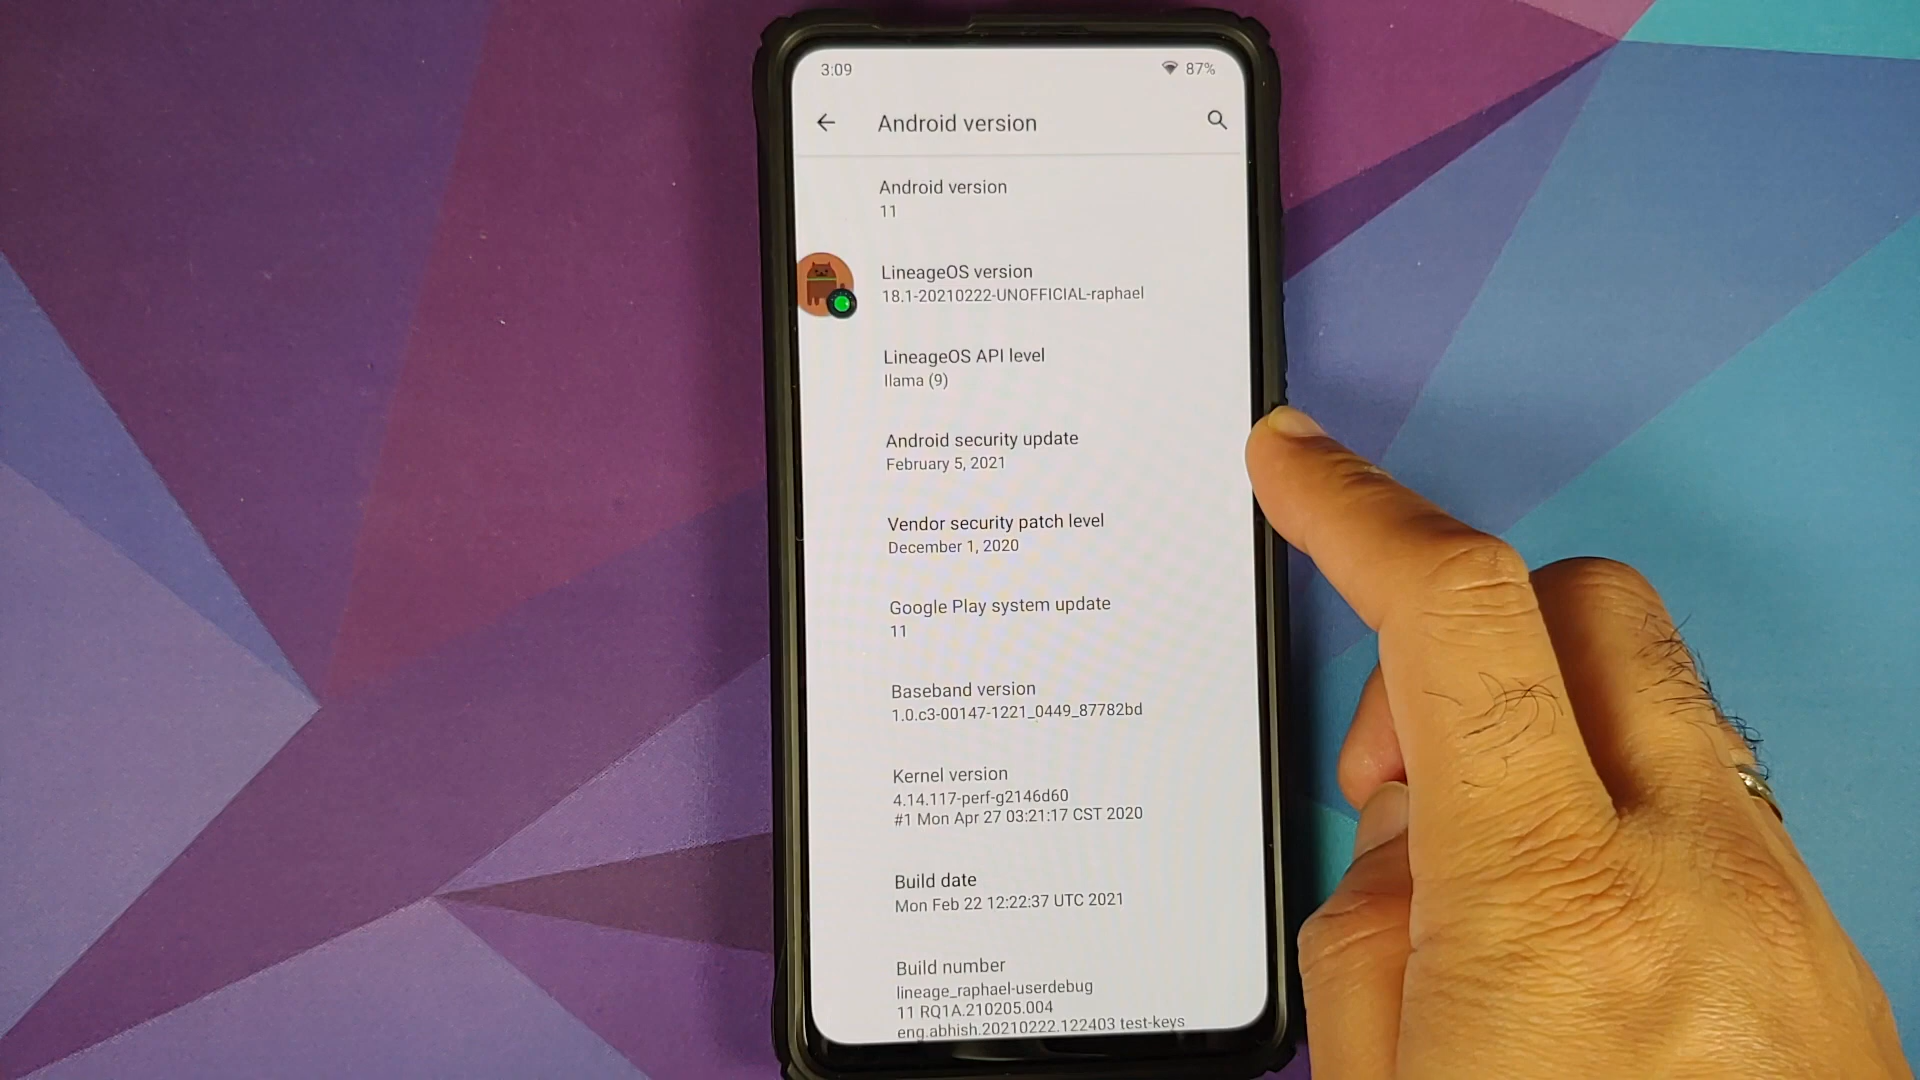 3:09
87%
Android version
Android version
11
LineageOS version
18.1-20210222-UNOFFICIAL-raphael
LineageOS API level
llama (9)
Android security update
February 5, 2021
Vendor security patch level
December 1, 2020
Google Play system update
11
Baseband version
1.0.c3-00147-1221_0449_87782bd
Kernel version
4.14.117-perf-g2146d60
#1 Mon Apr 27 03:21:17 CST 2020
Build date
Mon Feb 22 12:22:37 UTC 2021
Build number
lineage_raphael-userdebug
11 RQ1A.210205.004
eng.abhish.20210222.122403 test-keys